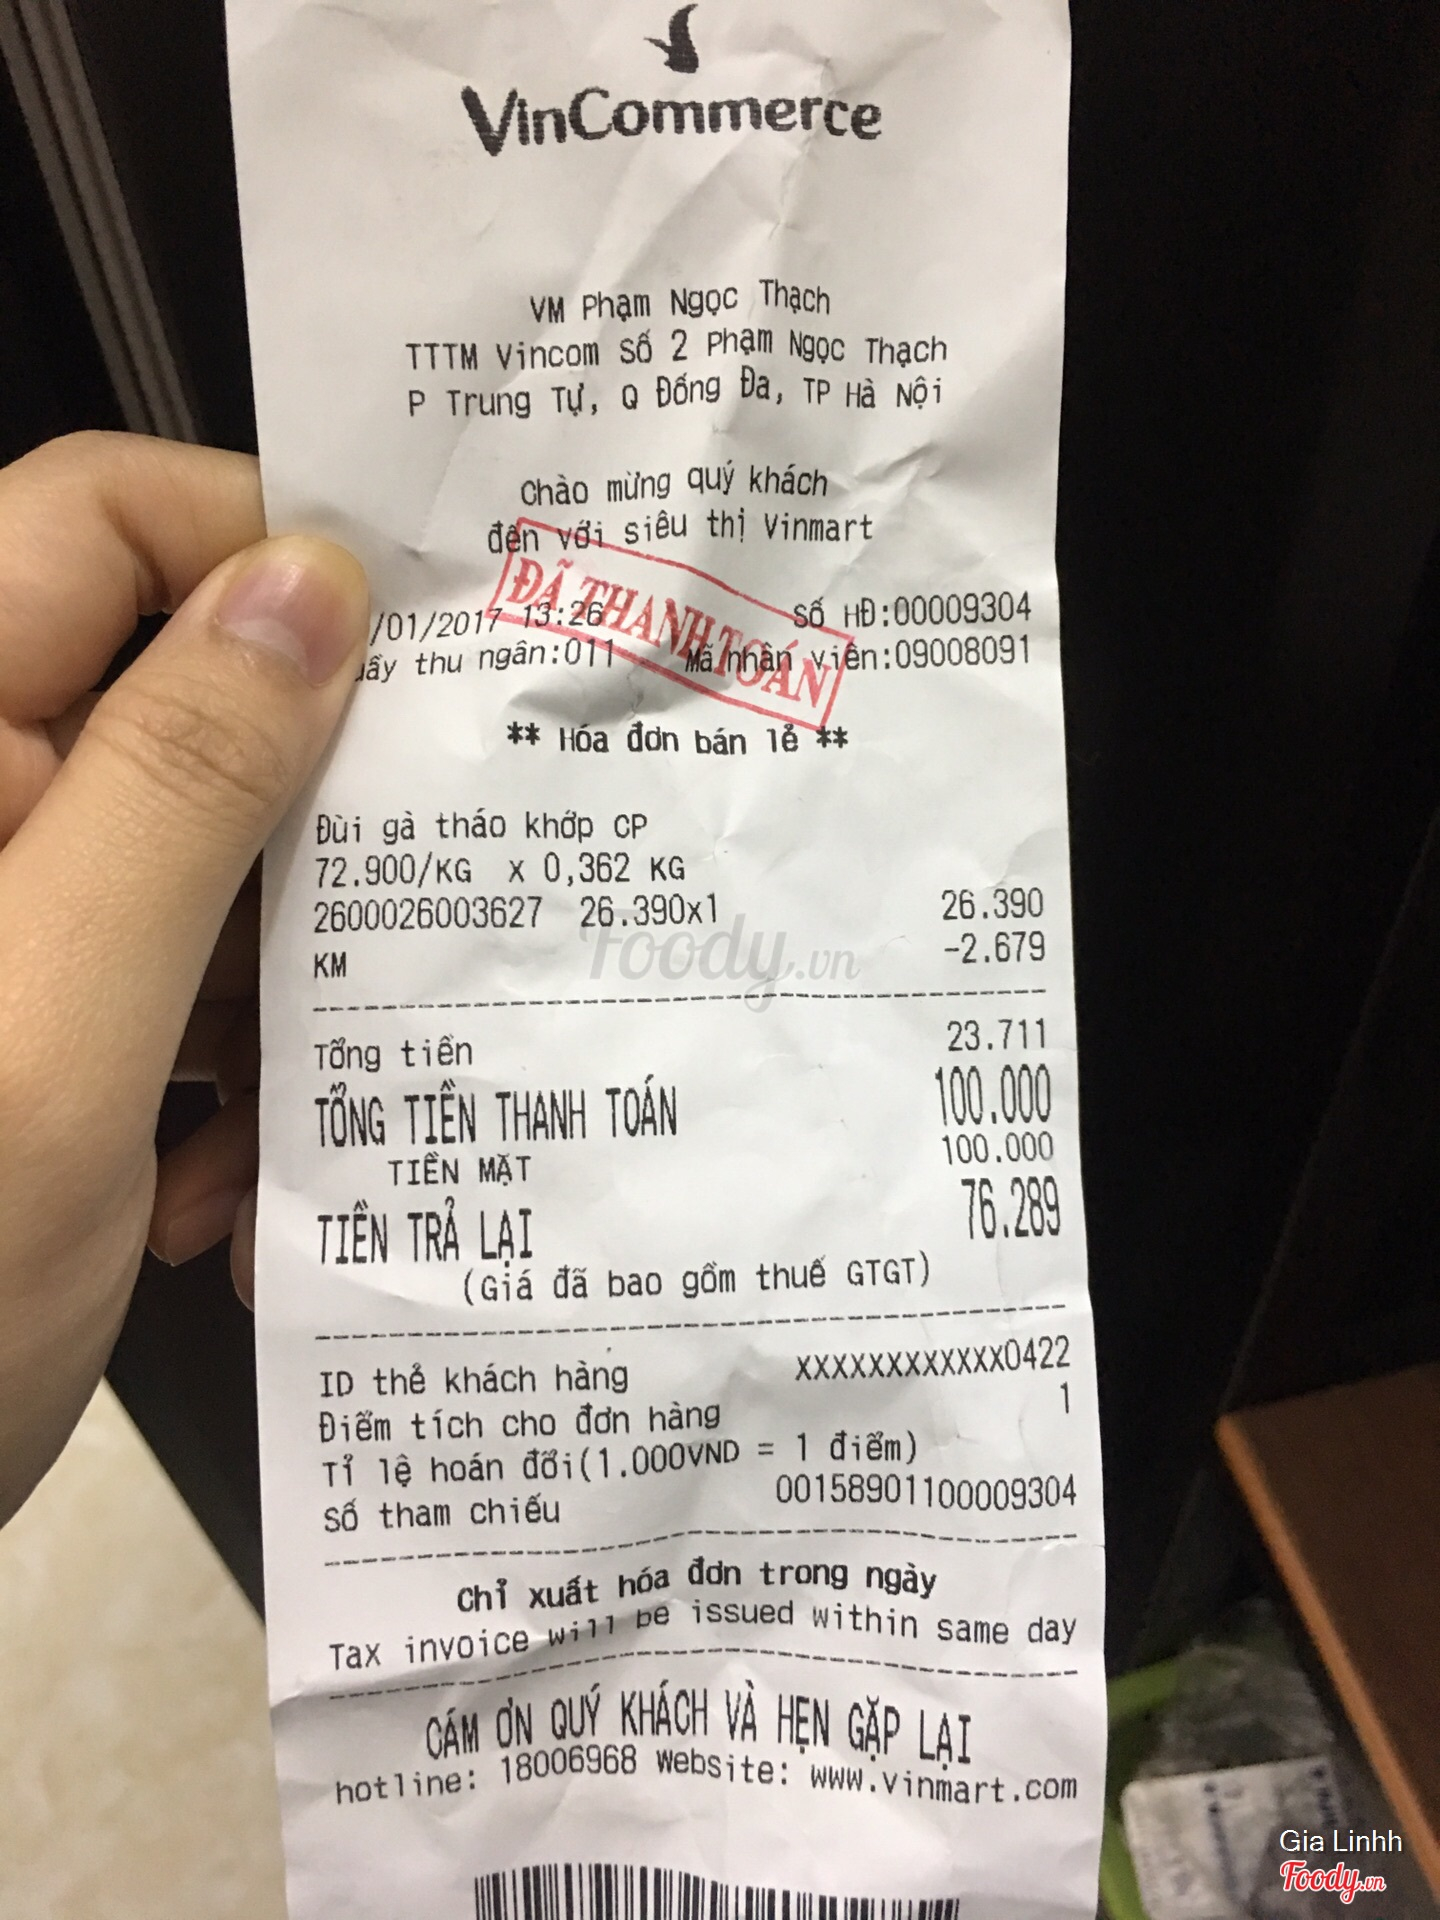 VinCommerce
VM Phạm Ngọc Thạch
TTTM Vincom Số 2 Phạm Ngọc Thạch
P Trung Tự, Q Đống Đa, TP Hà Nội
Chào mừng quý khách
đến với siêu thị Vinmart
ĐÃ THANH TOÁN
/01/2017 13:26 Số HĐ:00009304
ầy thu ngân:011 Mã nhân viên:09008091
** Hóa đơn bán lẻ **
Đùi gà tháo khớp CP
72.900/KG x 0,362 KG
2600026003627 26.390x1 26.390
KM -2.679
Tổng tiền 23.711
TỔNG TIỀN THANH TOÁN 100.000
TIỀN MẶT 100.000
TIỀN TRẢ LẠI 76.289
(Giá đã bao gồm thuế GTGT)
ID thẻ khách hàng XXXXXXXXXXXX0422
Điểm tích cho đơn hàng 1
Tỉ lệ hoán đổi(1.000VND = 1 điểm)
Số tham chiếu 00158901100009304
Chỉ xuất hóa đơn trong ngày
Tax invoice will be issued within same day
CÁM ƠN QUÝ KHÁCH VÀ HẸN GẶP LẠI
hotline: 18006968 Website: www.vinmart.com
Foody.vn
Gia Linhh
Foody.vn